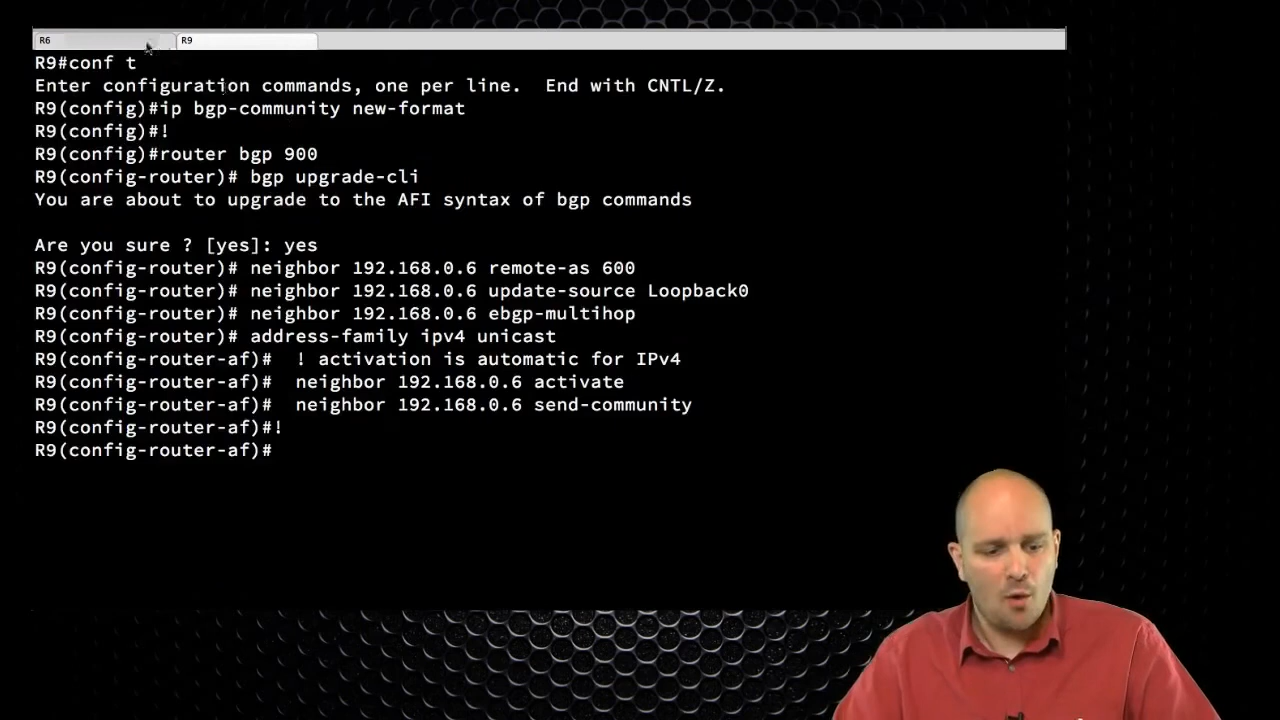 R6
R9
R9#conf t
Enter configuration commands, one per line.  End with CNTL/Z.
R9(config)#ip bgp-community new-format
R9(config)#!
R9(config)#router bgp 900
R9(config-router)# bgp upgrade-cli
You are about to upgrade to the AFI syntax of bgp commands
Are you sure ? [yes]: yes
R9(config-router)# neighbor 192.168.0.6 remote-as 600
R9(config-router)# neighbor 192.168.0.6 update-source Loopback0
R9(config-router)# neighbor 192.168.0.6 ebgp-multihop
R9(config-router)# address-family ipv4 unicast
R9(config-router-af)#  ! activation is automatic for IPv4
R9(config-router-af)#  neighbor 192.168.0.6 activate
R9(config-router-af)#  neighbor 192.168.0.6 send-community
R9(config-router-af)#!
R9(config-router-af)#